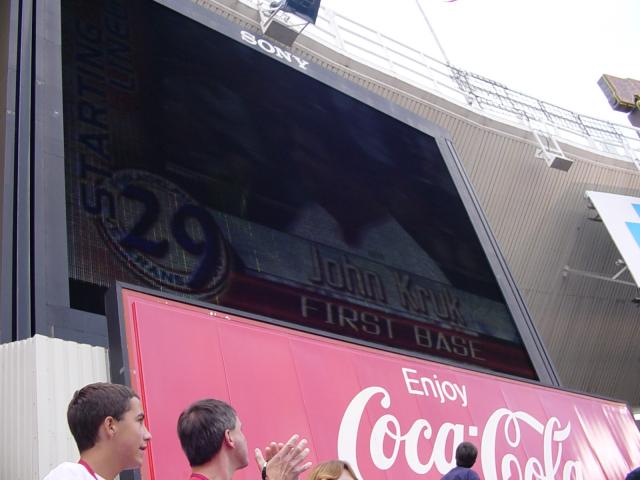 SONY
STARTING
LINEUP
29
John Kruk
FIRST BASE
Enjoy
Coca-Cola